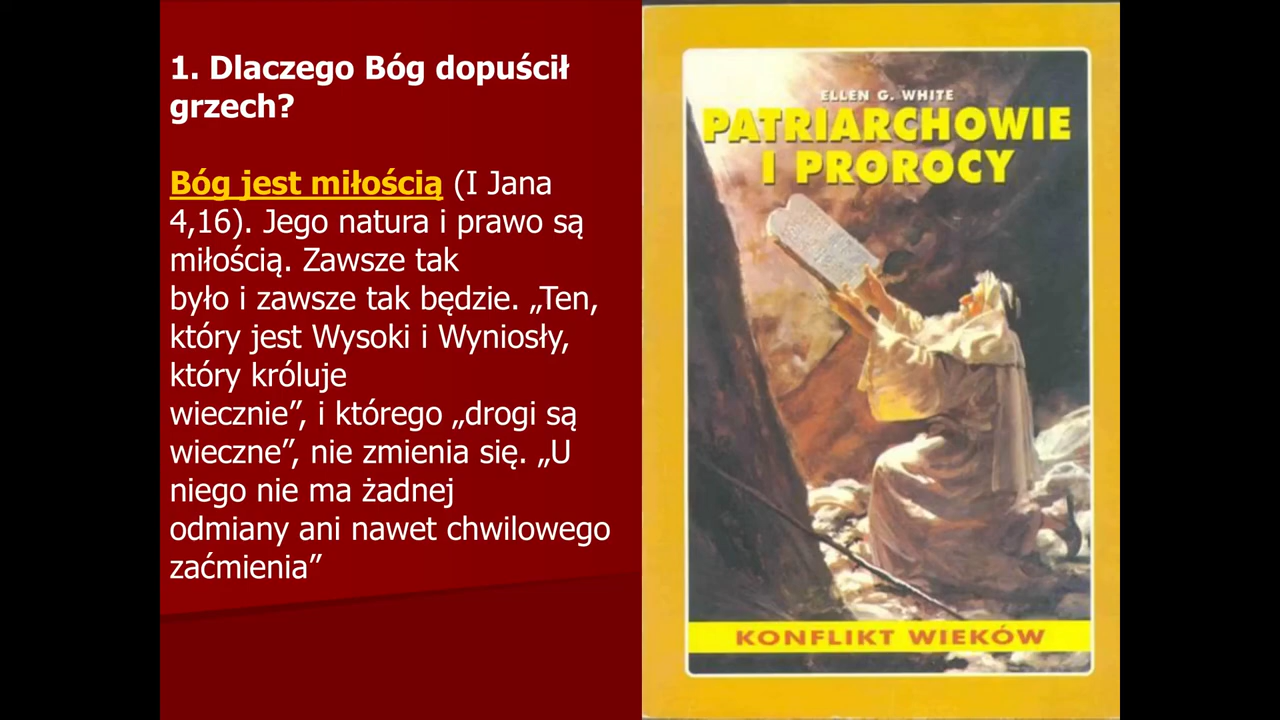 1. Dlaczego Bóg dopuścił
grzech?
Bóg jest miłością (I Jana
4,16). Jego natura i prawo są
miłością. Zawsze tak
było i zawsze tak będzie. „Ten,
który jest Wysoki i Wyniosły,
który króluje
wiecznie”, i którego „drogi są
wieczne”, nie zmienia się. „U
niego nie ma żadnej
odmiany ani nawet chwilowego
zaćmienia”
ELLEN G. WHITE
PATRIARCHOWIE
I PROROCY
KONFLIKT WIEKÓW